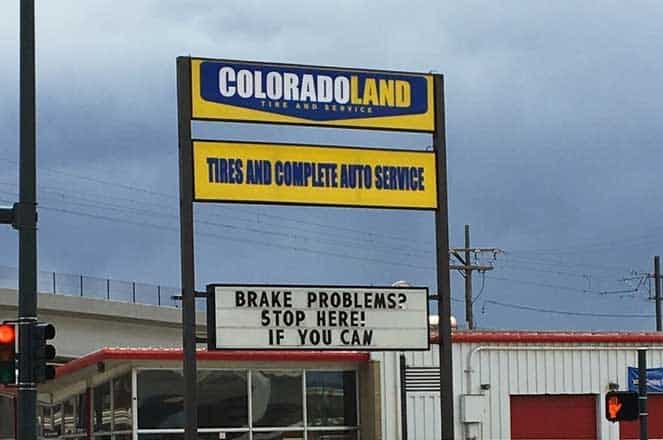 COLORADOLAND
TIRE AND SERVICE
TIRES AND COMPLETE AUTO SERVICE
BRAKE PROBLEMS?
STOP HERE!
IF YOU CAN